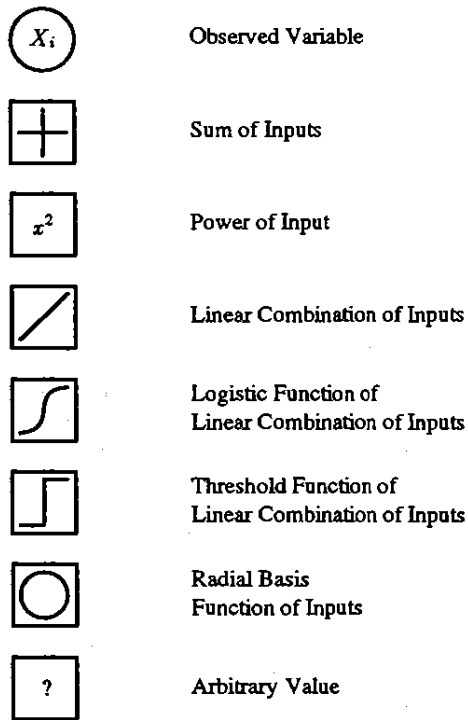 X_i Observed Variable
Sum of Inputs
x² Power of Input
Linear Combination of Inputs
Logistic Function of
Linear Combination of Inputs
Threshold Function of
Linear Combination of Inputs
Radial Basis
Function of Inputs
? Arbitrary Value